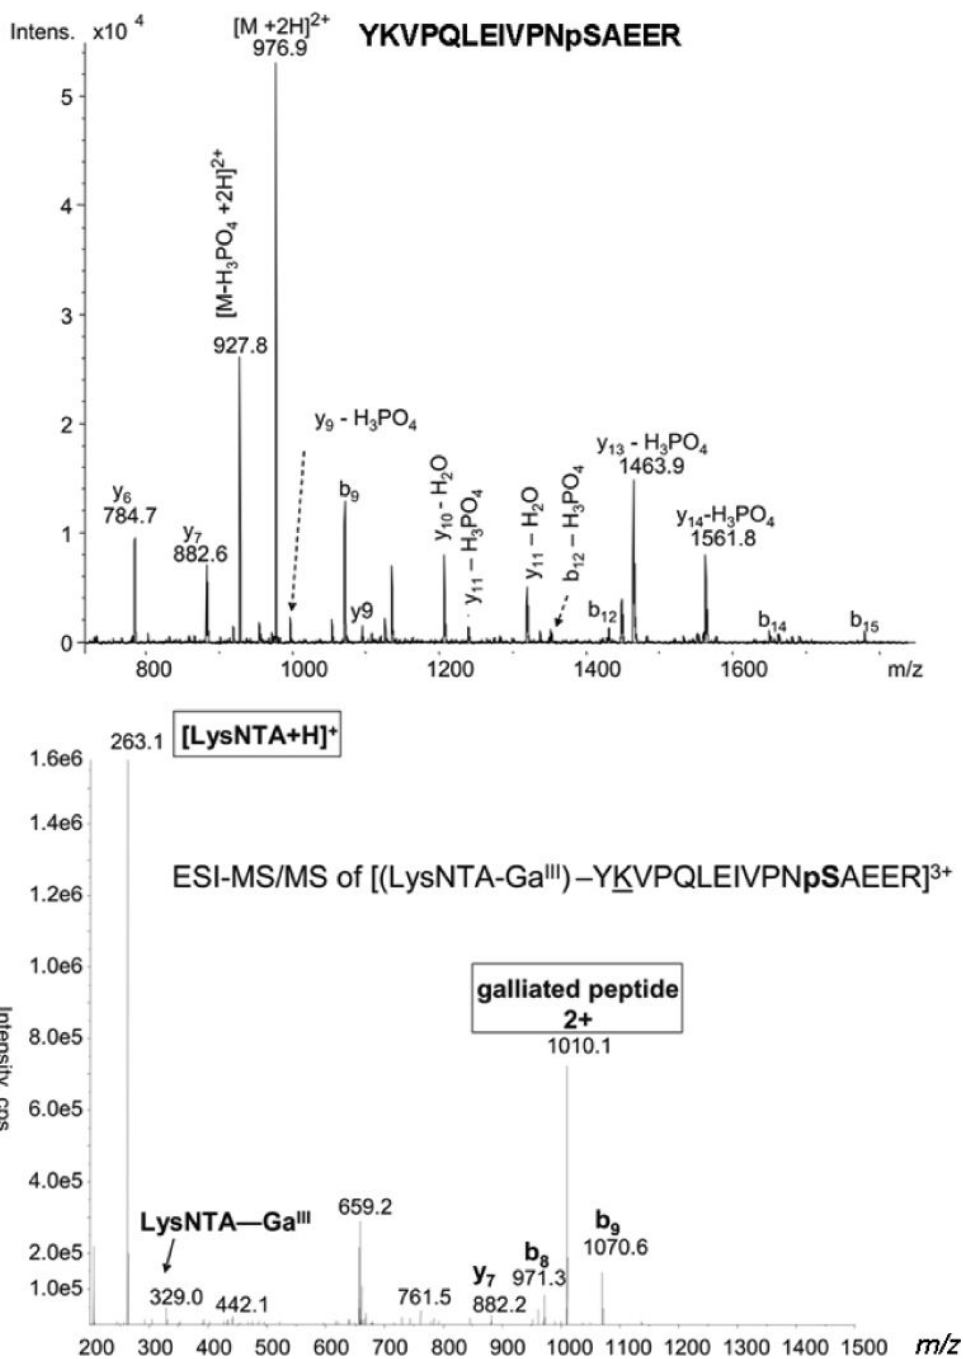 Intens. x10 4
[M +2H]2+
976.9
YKVPQLEIVPNpSAEER
5
4
3
2
1
0
[M-H3PO4 +2H]2+
927.8
y6
784.7
y7
882.6
y9 - H3PO4
b9
y9
y10 - H2O
y11 – H3PO4
y11 – H2O
b12 – H3PO4
b12
y13 - H3PO4
1463.9
y14-H3PO4
1561.8
b14
b15
800 1000 1200 1400 1600 m/z
263.1
[LysNTA+H]+
1.6e6
1.4e6
1.2e6
1.0e6
8.0e5
6.0e5
4.0e5
2.0e5
1.0e5
Intensity, cps
ESI-MS/MS of [(LysNTA-GaIII) –YKVPQLEIVPNpSAEER]3+
galliated peptide
2+
1010.1
659.2
LysNTA—GaIII
329.0
442.1
761.5
y7
882.2
b8
971.3
b9
1070.6
200 300 400 500 600 700 800 900 1000 1100 1200 1300 1400 1500 m/z